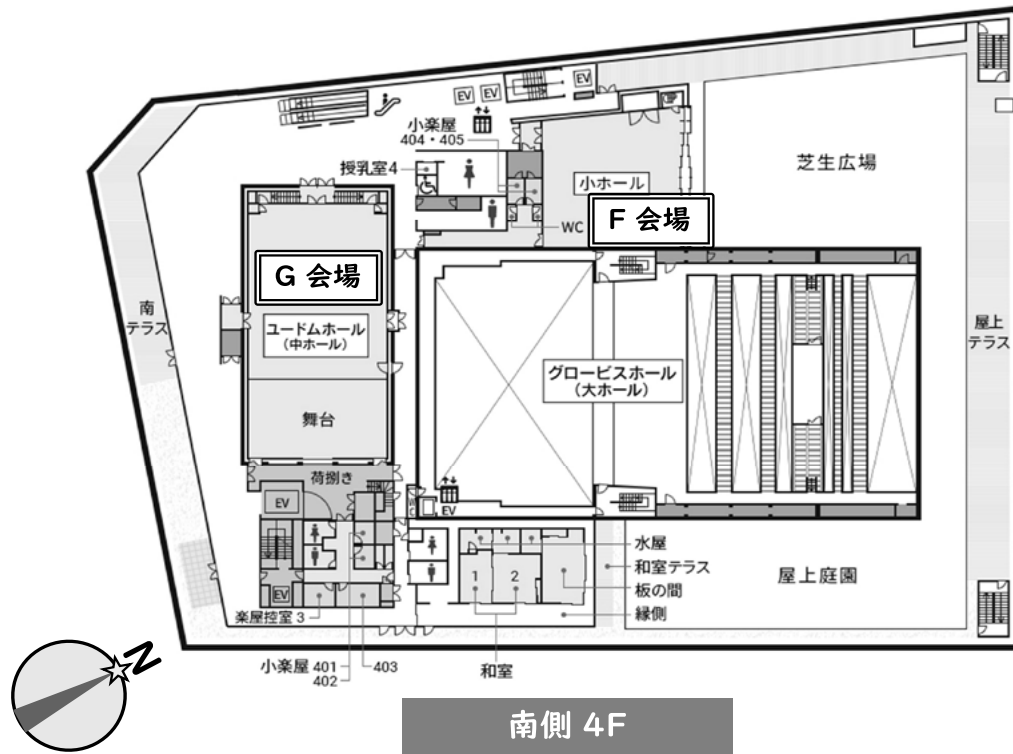 EV
EV
EV
小楽屋
404・405
授乳室4
小ホール
芝生広場
F 会場
WC
G 会場
南
テラス
ユードムホール
(中ホール)
屋上
テラス
グロービスホール
(大ホール)
舞台
荷捌き
EV
EV
WC
水屋
和室テラス
板の間
縁側
1
2
屋上庭園
EV
楽屋控室 3
小楽屋 401
402
403
和室
N
南側 4F